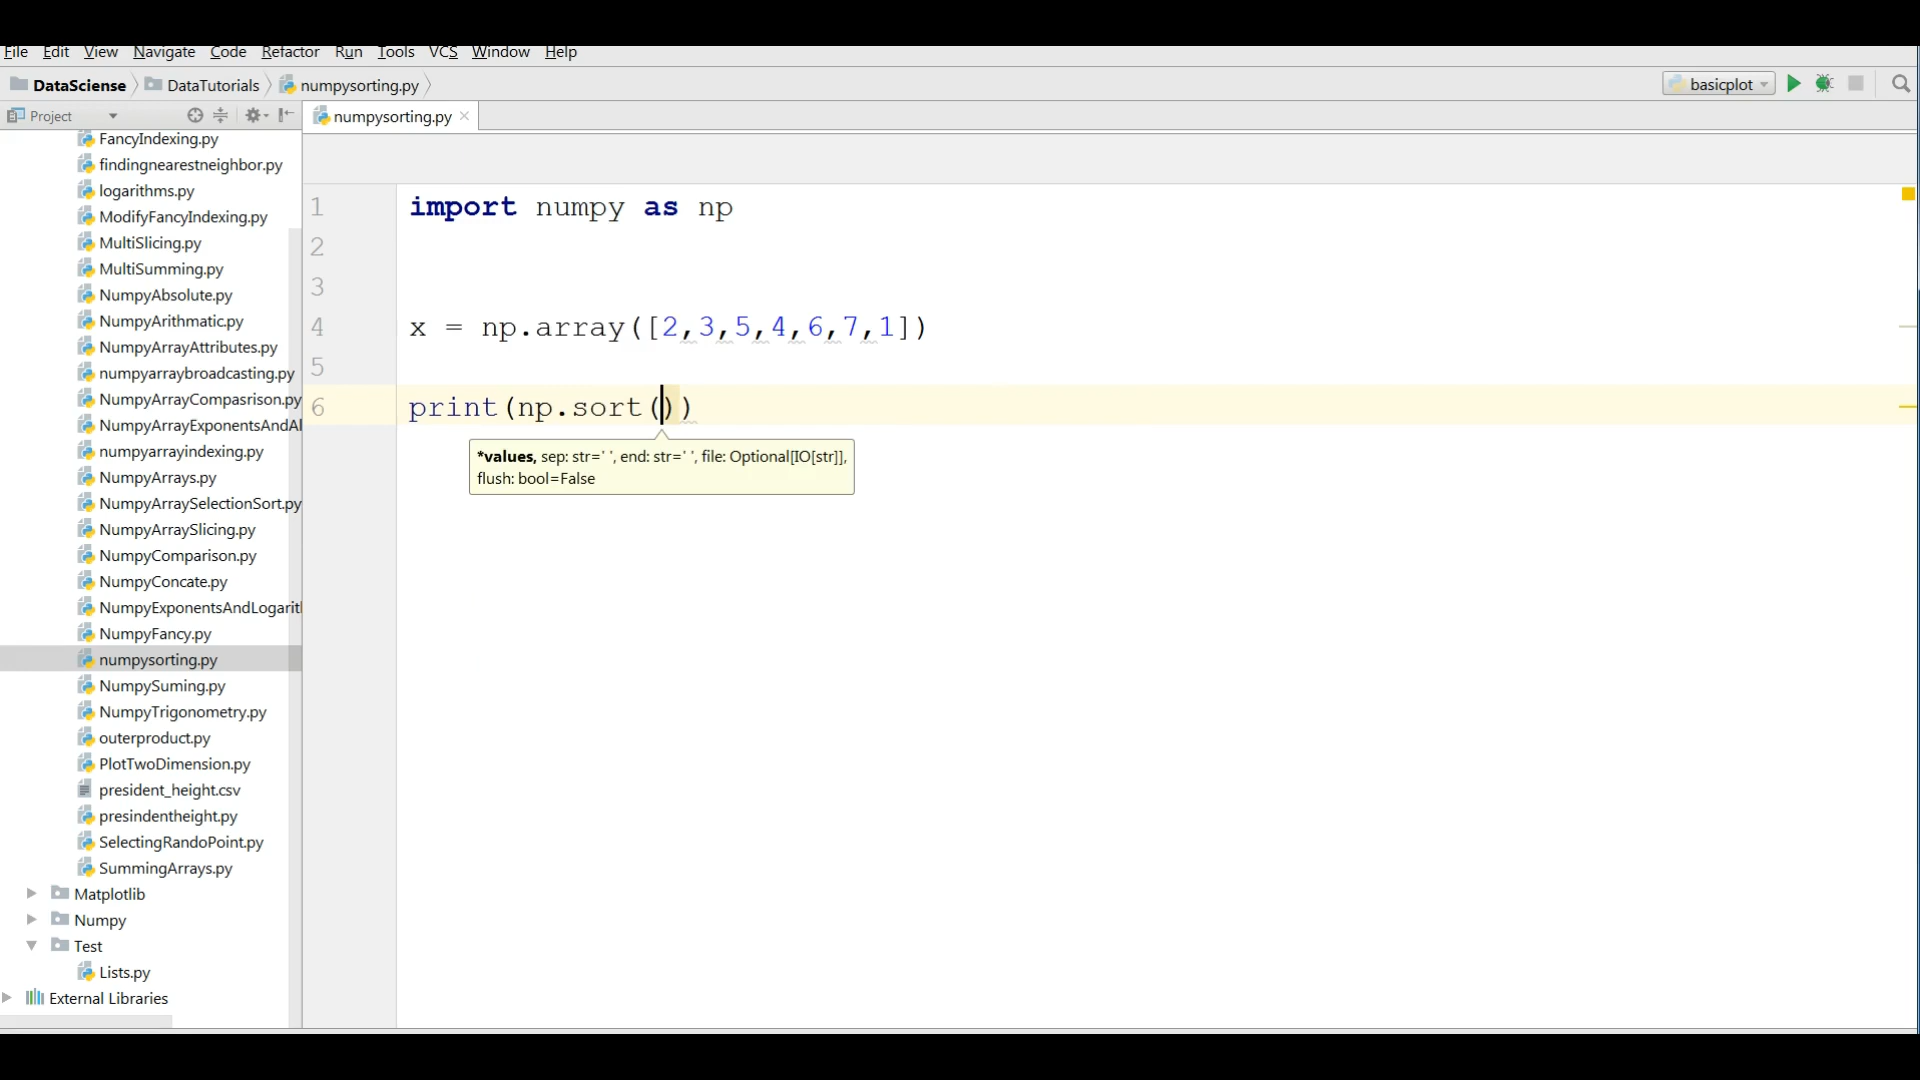 File Edit View Navigate Code Refactor Run Tools VCS Window Help
DataSciense DataTutorials numpysorting.py basicplot
Project numpysorting.py
FancyIndexing.py
findingnearestneighbor.py
logarithms.py
ModifyFancyIndexing.py
MultiSlicing.py
MultiSumming.py
NumpyAbsolute.py
NumpyArithmatic.py
NumpyArrayAttributes.py
numpyarraybroadcasting.py
NumpyArrayCompasrison.py
NumpyArrayExponentsAndAl
numpyarrayindexing.py
NumpyArrays.py
NumpyArraySelectionSort.py
NumpyArraySlicing.py
NumpyComparison.py
NumpyConcate.py
NumpyExponentsAndLogarit
NumpyFancy.py
numpysorting.py
NumpySuming.py
NumpyTrigonometry.py
outerproduct.py
PlotTwoDimension.py
president_height.csv
presindentheight.py
SelectingRandoPoint.py
SummingArrays.py
Matplotlib
Numpy
Test
Lists.py
External Libraries
1 import numpy as np
2
3
4 x = np.array([2,3,5,4,6,7,1])
5
6 print(np.sort())
*values, sep: str=' ', end: str=' ', file: Optional[IO[str]],
flush: bool=False